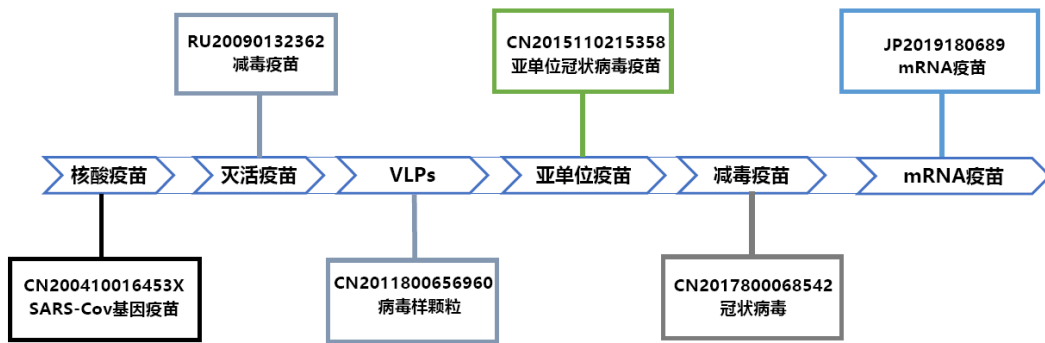 RU20090132362
减毒疫苗
CN2015110215358
亚单位冠状病毒疫苗
JP2019180689
mRNA疫苗
核酸疫苗
灭活疫苗
VLPs
亚单位疫苗
减毒疫苗
mRNA疫苗
CN200410016453X
SARS-Cov基因疫苗
CN2011800656960
病毒样颗粒
CN2017800068542
冠状病毒